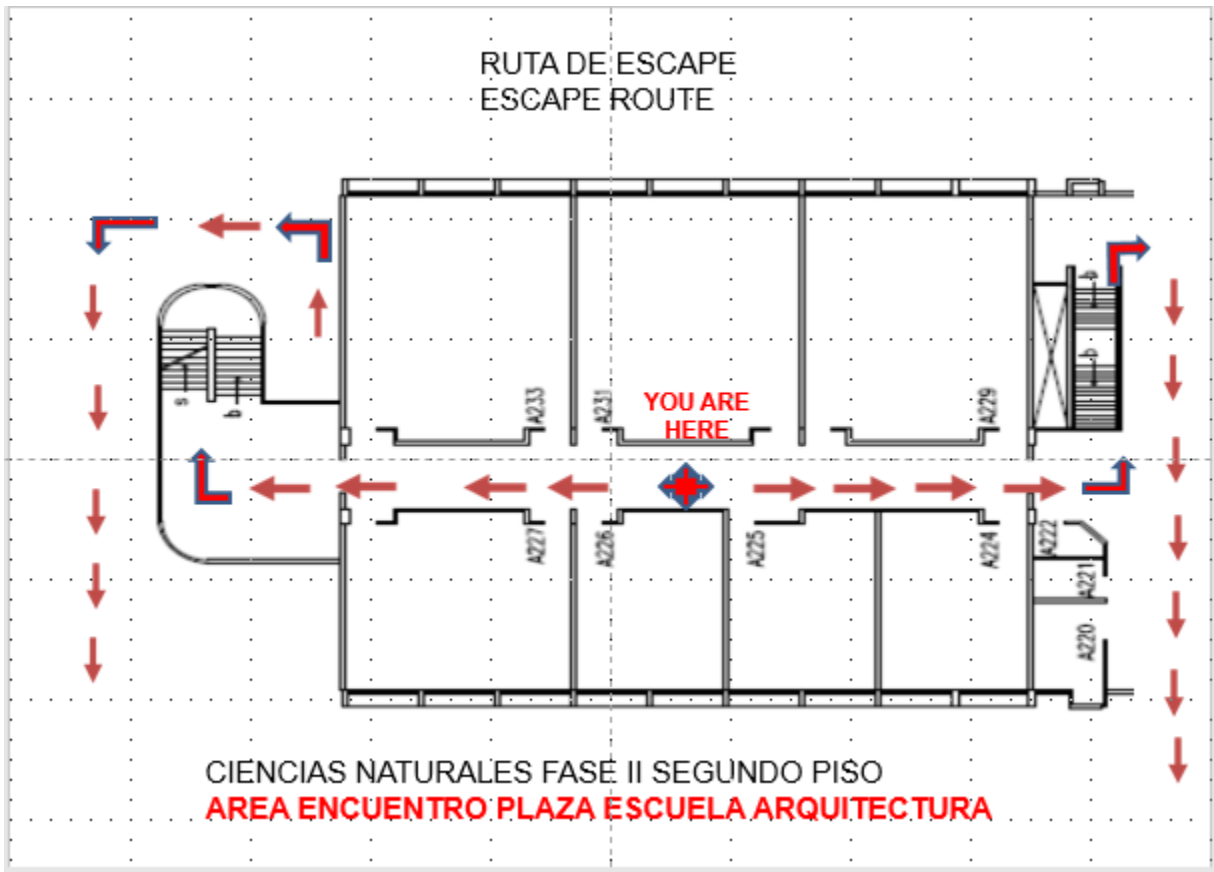 RUTA DE ESCAPE
ESCAPE ROUTE
A233
A231
YOU ARE
HERE
A229
b
b
s
b
A227
A226
A225
A224
A222
A221
A220
CIENCIAS NATURALES FASE II SEGUNDO PISO
AREA ENCUENTRO PLAZA ESCUELA ARQUITECTURA